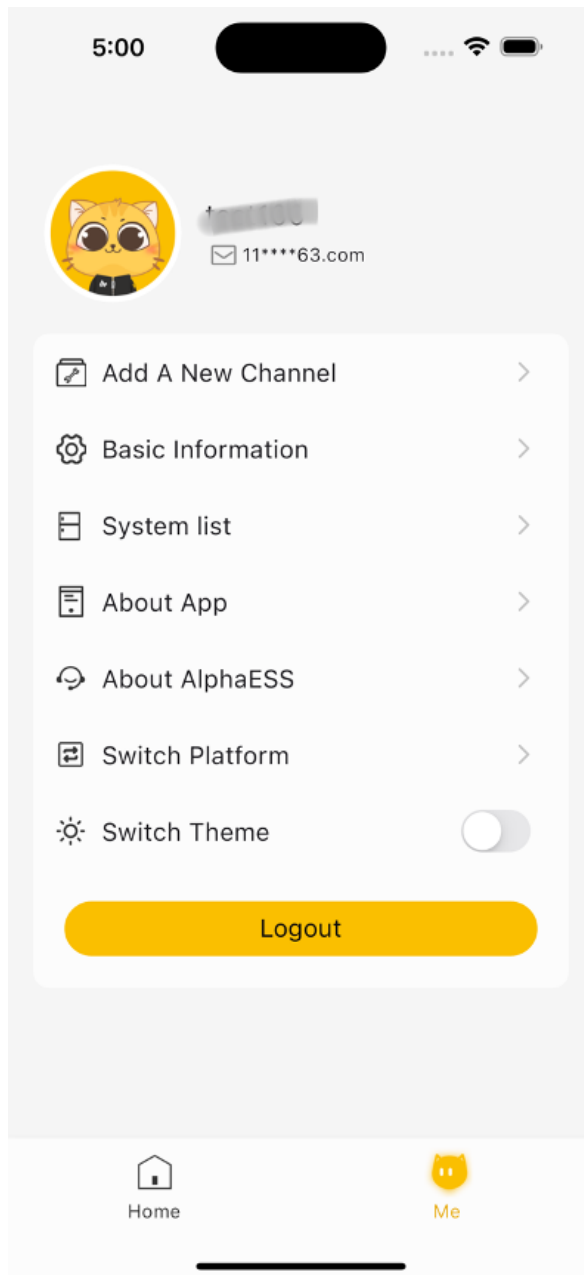 5:00
11****63.com
Add A New Channel
Basic Information
System list
About App
About AlphaESS
Switch Platform
Switch Theme
Logout
Home
Me